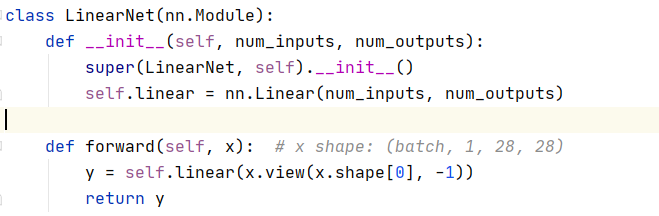 class LinearNet(nn.Module):
    def __init__(self, num_inputs, num_outputs):
        super(LinearNet, self).__init__()
        self.linear = nn.Linear(num_inputs, num_outputs)
    def forward(self, x):  # x shape: (batch, 1, 28, 28)
        y = self.linear(x.view(x.shape[0], -1))
        return y